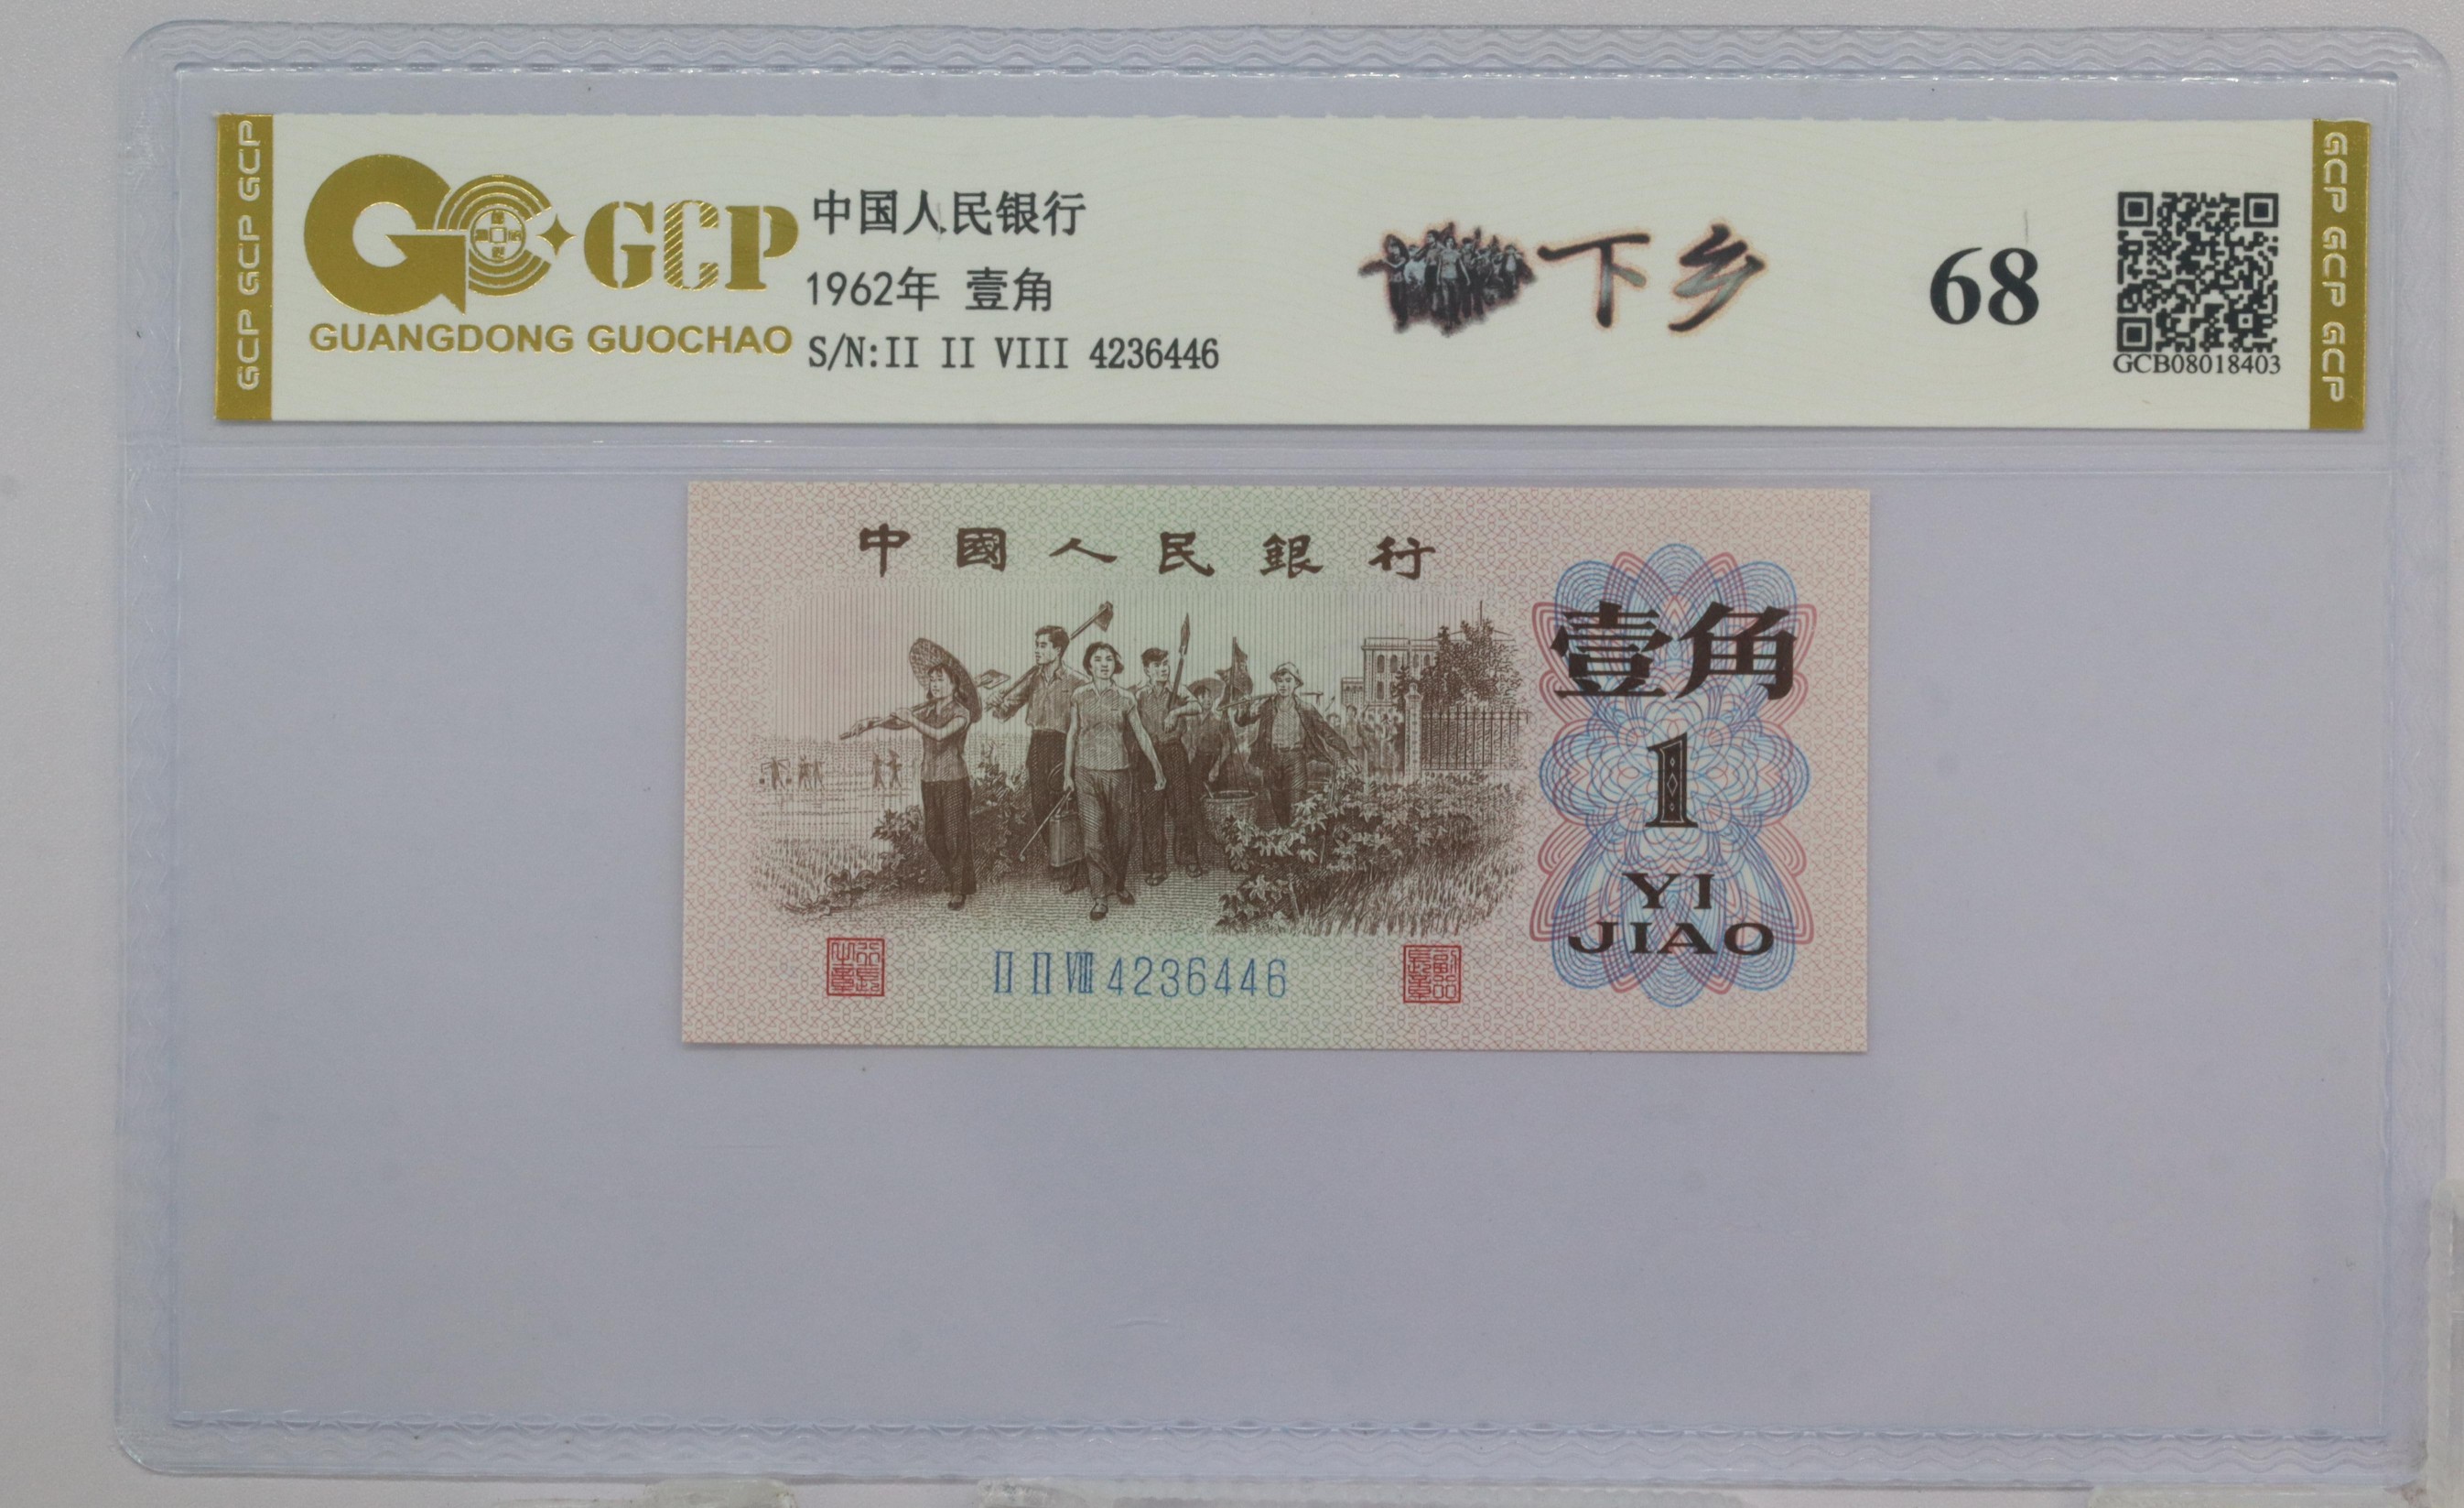 GCP GCP GCP
GCP
GUANGDONG GUOCHAO
中国人民银行
1962年 壹角
S/N:II II VIII 4236446
下乡
68
GCB08018403
GCP GCP GCP
中國人民銀行
壹角
1
YI
JIAO
II II VIII 4236446